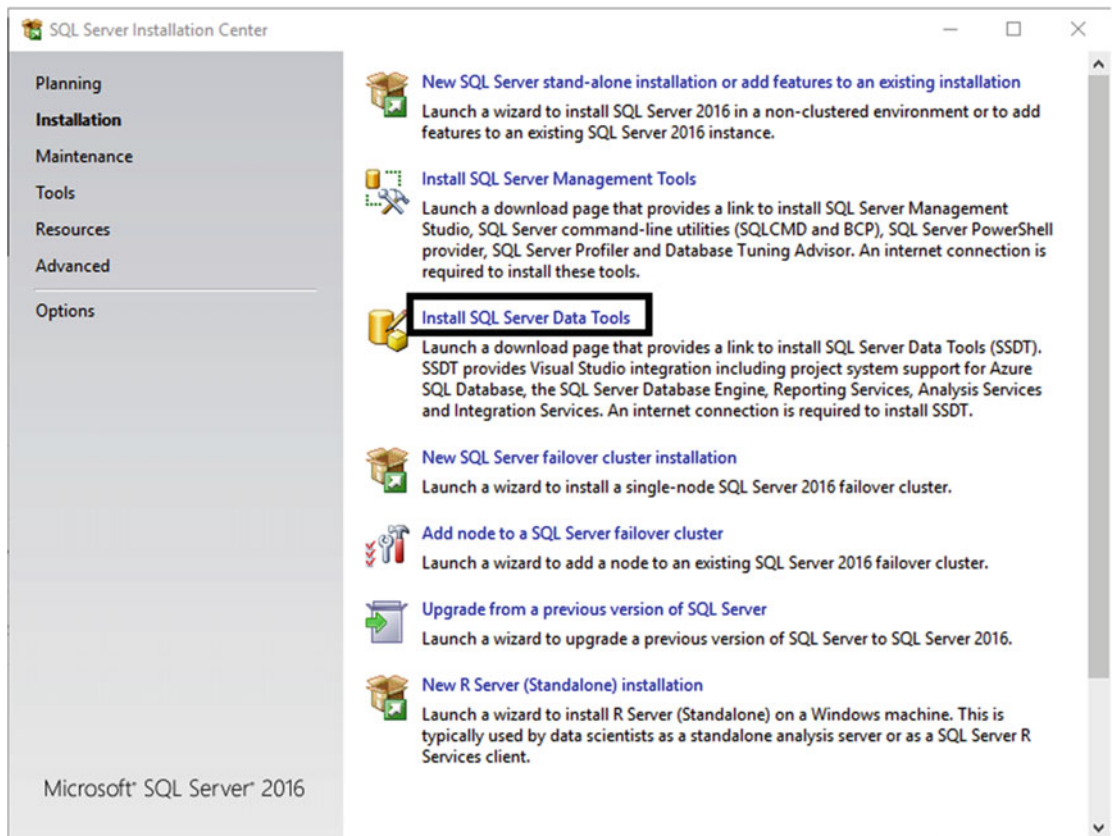 SQL Server Installation Center
Planning
Installation
Maintenance
Tools
Resources
Advanced
Options
New SQL Server stand-alone installation or add features to an existing installation
Launch a wizard to install SQL Server 2016 in a non-clustered environment or to add
features to an existing SQL Server 2016 instance.
Install SQL Server Management Tools
Launch a download page that provides a link to install SQL Server Management
Studio, SQL Server command-line utilities (SQLCMD and BCP), SQL Server PowerShell
provider, SQL Server Profiler and Database Tuning Advisor. An internet connection is
required to install these tools.
Install SQL Server Data Tools
Launch a download page that provides a link to install SQL Server Data Tools (SSDT).
SSDT provides Visual Studio integration including project system support for Azure
SQL Database, the SQL Server Database Engine, Reporting Services, Analysis Services
and Integration Services. An internet connection is required to install SSDT.
New SQL Server failover cluster installation
Launch a wizard to install a single-node SQL Server 2016 failover cluster.
Add node to a SQL Server failover cluster
Launch a wizard to add a node to an existing SQL Server 2016 failover cluster.
Upgrade from a previous version of SQL Server
Launch a wizard to upgrade a previous version of SQL Server to SQL Server 2016.
New R Server (Standalone) installation
Launch a wizard to install R Server (Standalone) on a Windows machine. This is
typically used by data scientists as a standalone analysis server or as a SQL Server R
Services client.
Microsoft® SQL Server® 2016